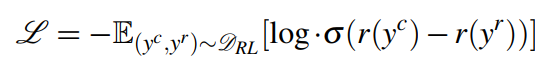 ℒ = −𝔼_{(y^c,y^r)∼𝒟_{RL}}[log·σ(r(y^c) − r(y^r))]